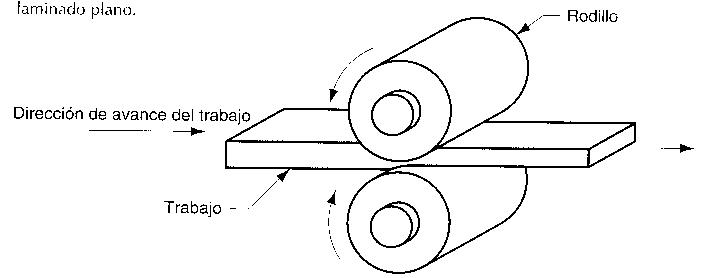 laminado plano.
Rodillo
Dirección de avance del trabajo
Trabajo